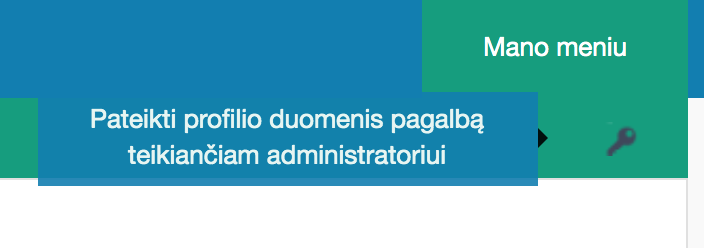 Mano meniu
Pateikti profilio duomenis pagalbą
teikiančiam administratoriui